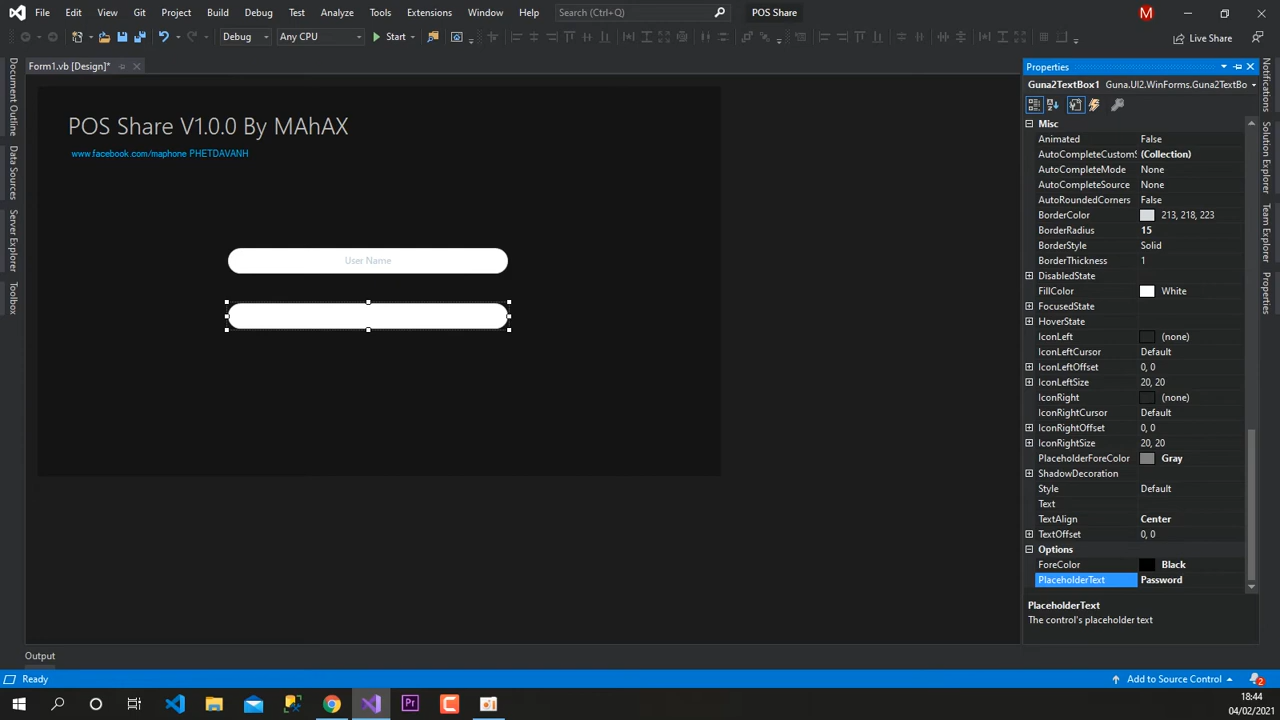 File Edit View Git Project Build Debug Test Analyze Tools Extensions Window Help Search (Ctrl+Q) POS Share M
Debug Any CPU Start Live Share
Form1.vb [Design]*
Document Outline
Data Sources
Server Explorer
Toolbox
POS Share V1.0.0 By MAhAX
www.facebook.com/maphone PHETDAVANH
User Name
Properties
Guna2TextBox1 Guna.UI2.WinForms.Guna2TextBo
Misc
Animated False
AutoCompleteCustomS (Collection)
AutoCompleteMode None
AutoCompleteSource None
AutoRoundedCorners False
BorderColor 213, 218, 223
BorderRadius 15
BorderStyle Solid
BorderThickness 1
DisabledState
FillColor White
FocusedState
HoverState
IconLeft (none)
IconLeftCursor Default
IconLeftOffset 0, 0
IconLeftSize 20, 20
IconRight (none)
IconRightCursor Default
IconRightOffset 0, 0
IconRightSize 20, 20
PlaceholderForeColor Gray
ShadowDecoration
Style Default
Text
TextAlign Center
TextOffset 0, 0
Options
ForeColor Black
PlaceholderText Password
PlaceholderText
The control's placeholder text
Notifications
Solution Explorer
Team Explorer
Properties
Output
Ready Add to Source Control 2
Pr
18:44
04/02/2021